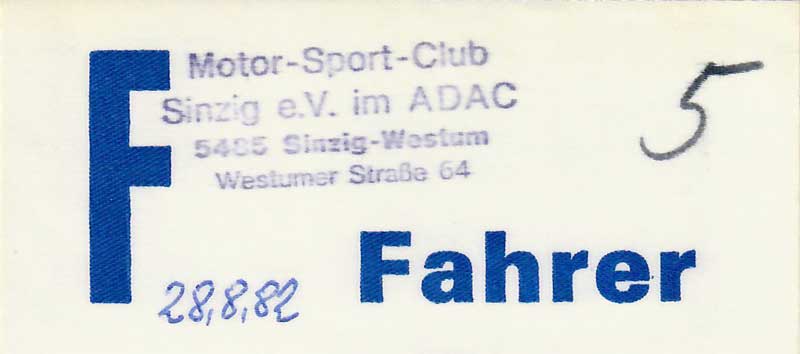 F
Motor-Sport-Club
Sinzig e.V. im ADAC
5485 Sinzig-Westum
Westumer Straße 64
5
Fahrer
28,8,82